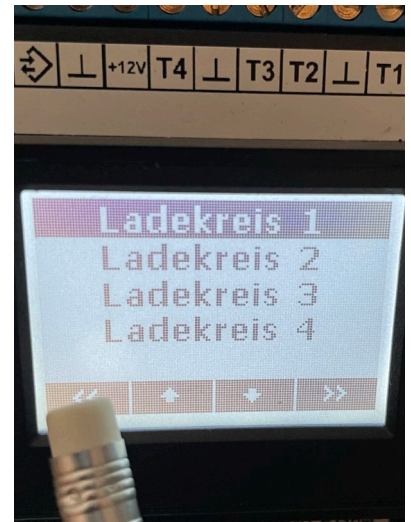 ⊥ +12V T4 ⊥ T3 T2 ⊥ T1
Ladekreis 1
Ladekreis 2
Ladekreis 3
Ladekreis 4
<< ↑ ↓ >>